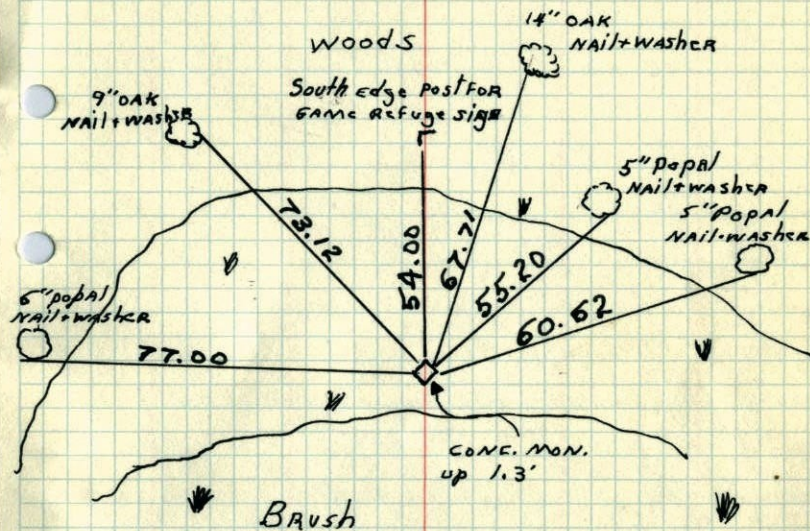 14" OAK
NAIL + WASHER
WOODS
South Edge Post FOR
GAME Refuge sign
9" OAK
NAIL + WASHER
5" Popal
NAIL + WASHER
5" Popal
NAIL + WASHER
73.12
54.00
67.71
55.20
60.62
6" popal
NAIL + WASHER
77.00
CONC. MON.
up 1.3'
BRUSH